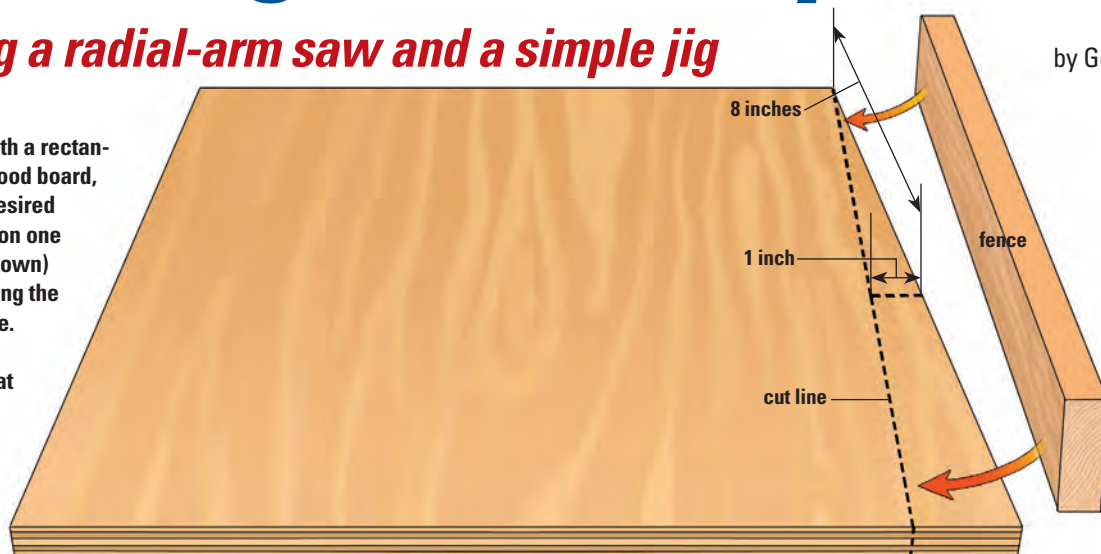 g a radial-arm saw and a simple jig
by G
th a rectan-
ood board,
esired
on one
own)
ng the
e.
at
8 inches
1 inch
fence
cut line